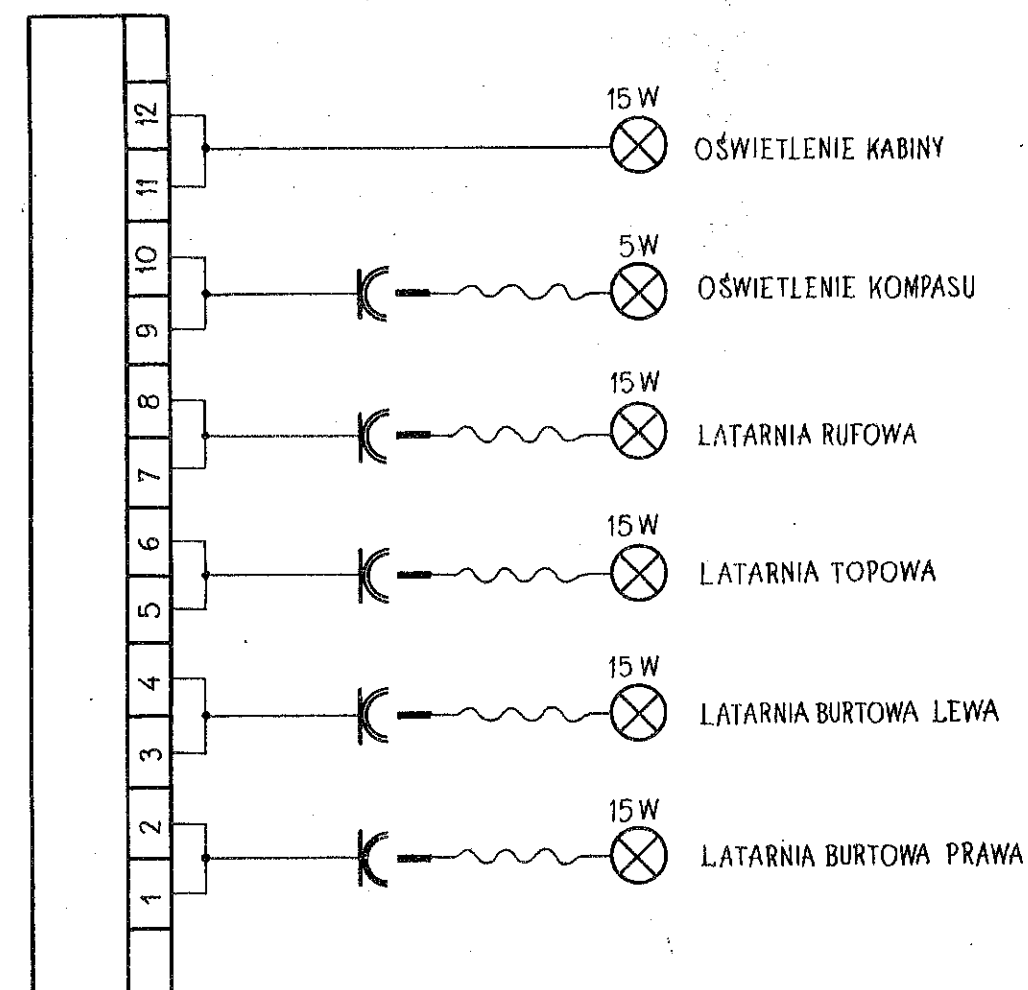 15 W
12
OŚWIETLENIE KABINY
11
5 W
10
OŚWIETLENIE KOMPASU
9
15 W
8
LATARNIA RUFOWA
7
15 W
6
LATARNIA TOPOWA
5
15 W
4
LATARNIA BURTOWA LEWA
3
15 W
2
LATARNIA BURTOWA PRAWA
1